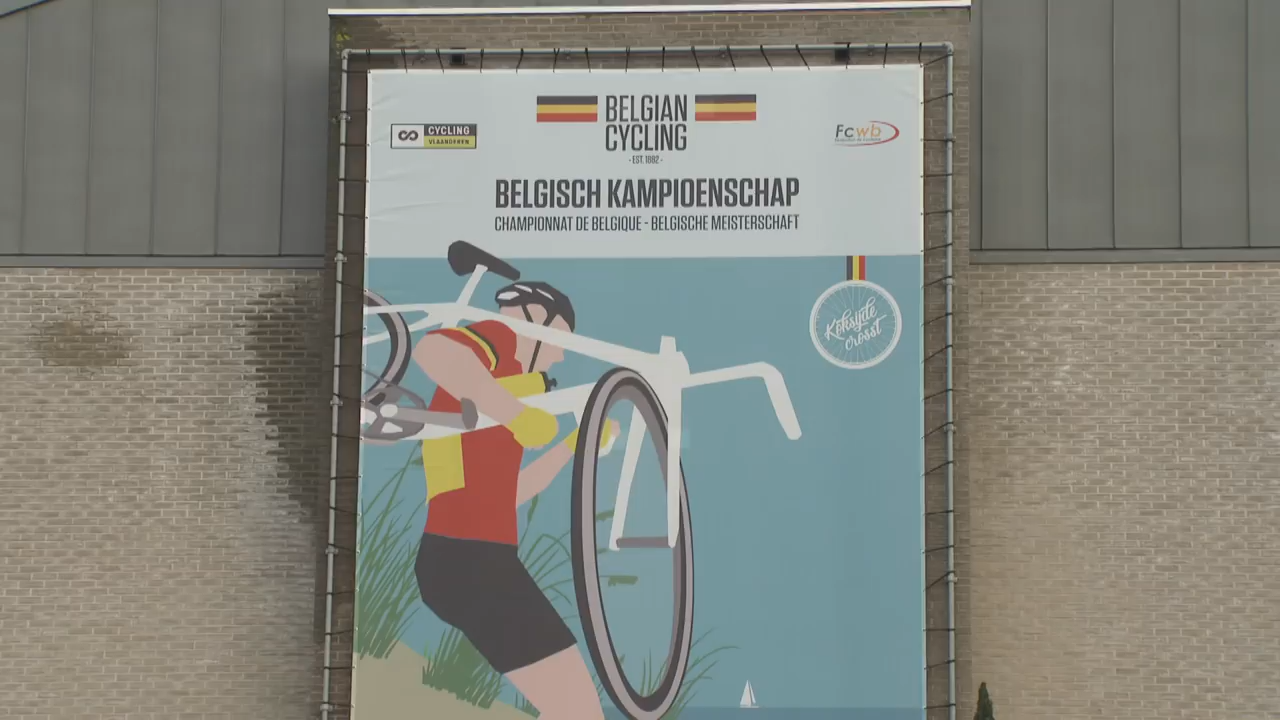 BELGIAN
CYCLING
- EST. 1882 -
CYCLING
VLAANDEREN
Fcwb
BELGISCH KAMPIOENSCHAP
CHAMPIONNAT DE BELGIQUE - BELGISCHE MEISTERSCHAFT
Koksijde
crosst